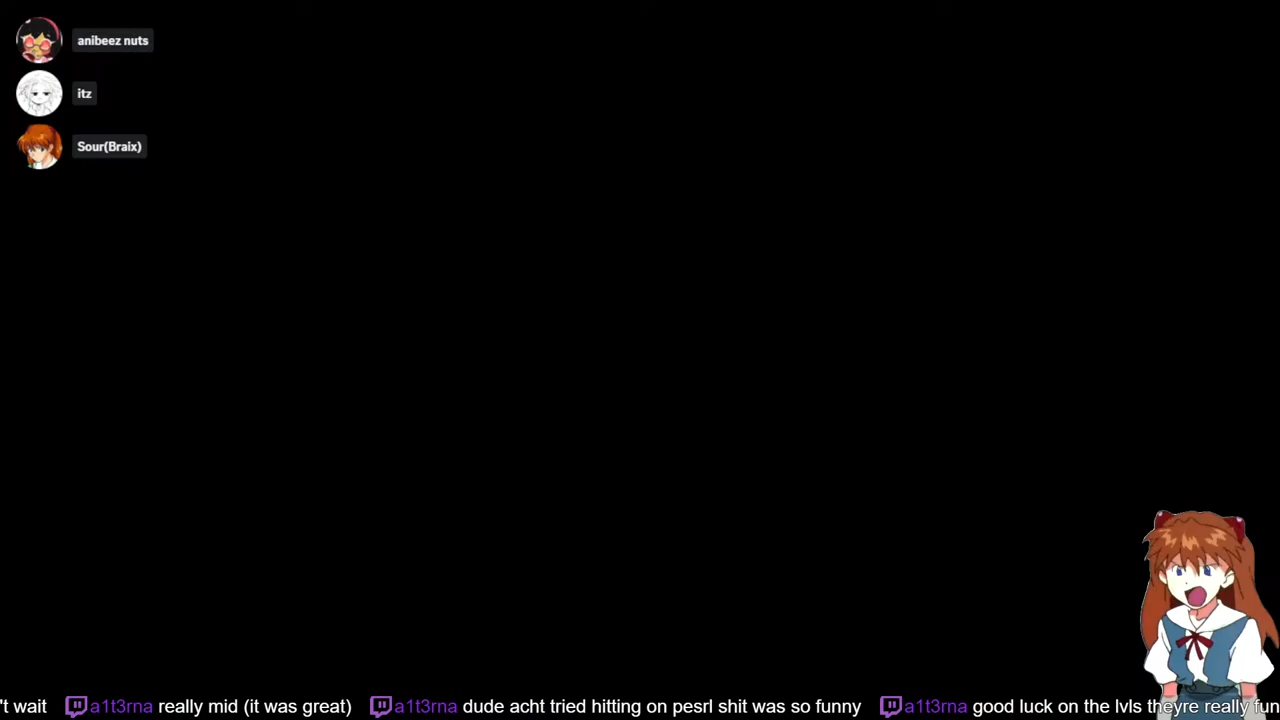 anibeez nuts
itz
Sour(Braix)
't wait a1t3rna really mid (it was great) a1t3rna dude acht tried hitting on pesrl shit was so funny a1t3rna good luck on the lvls theyre really fun